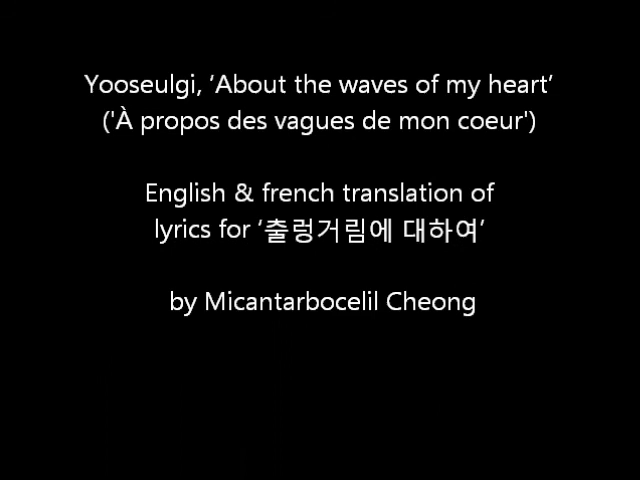 Yooseulgi, ‘About the waves of my heart’
('À propos des vagues de mon coeur')
English & french translation of
lyrics for ‘출렁거림에 대하여’
by Micantarbocelil Cheong